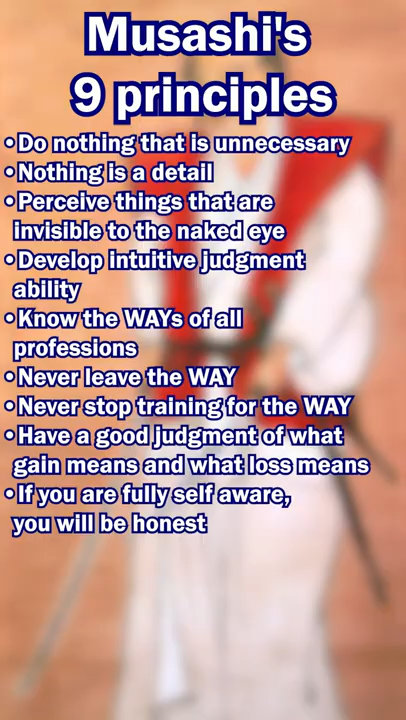 Musashi's
9 principles
•Do nothing that is unnecessary
•Nothing is a detail
•Perceive things that are
invisible to the naked eye
•Develop intuitive judgment
ability
•Know the WAYs of all
professions
•Never leave the WAY
•Never stop training for the WAY
•Have a good judgment of what
gain means and what loss means
•If you are fully self aware,
you will be honest